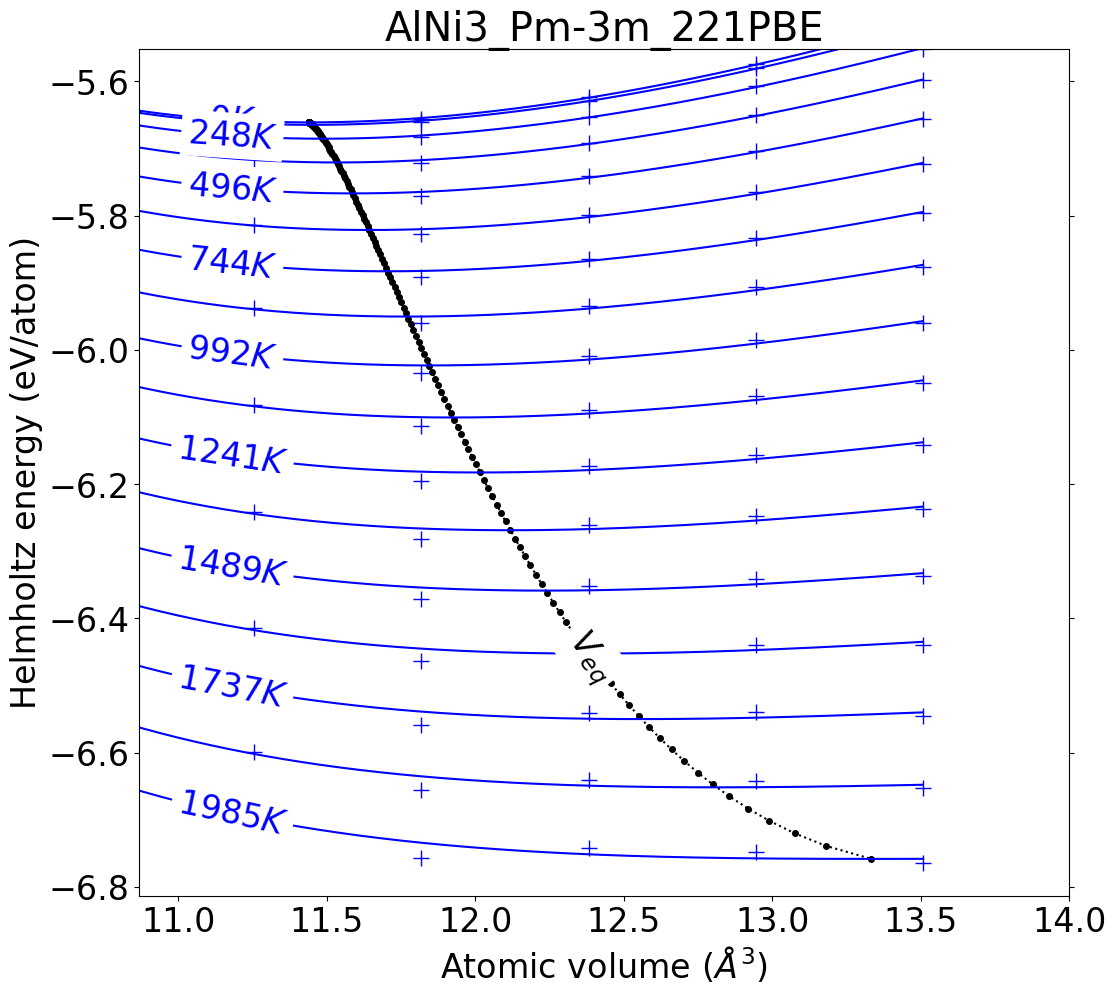 AlNi3_Pm-3m_221PBE
Helmholtz energy (eV/atom)
−5.6
−5.8
−6.0
−6.2
−6.4
−6.6
−6.8
0K
248K
496K
744K
992K
1241K
1489K
1737K
1985K
V_eq
11.0 11.5 12.0 12.5 13.0 13.5 14.0
Atomic volume (Å³)